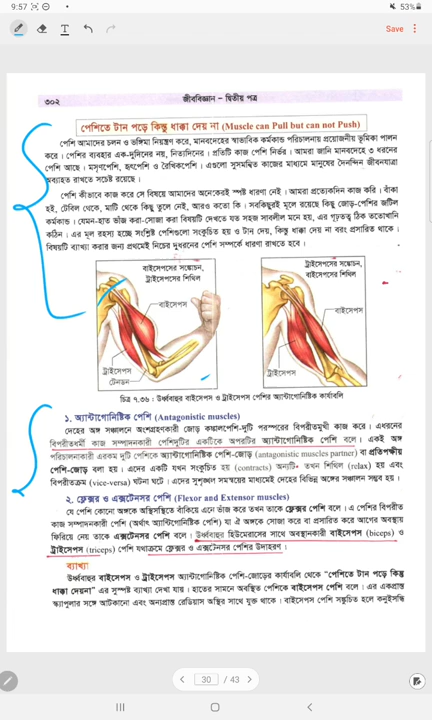 9:57
53%
Save
৩০২
জীববিজ্ঞান – দ্বিতীয় পত্র
পেশিতে টান পড়ে কিন্তু ধাক্কা দেয় না (Muscle can Pull but can not Push)
পেশি আমাদের চলন ও ভঙ্গিমা নিয়ন্ত্রণ করে, মানবদেহের স্বাভাবিক কর্মকান্ড পরিচালনায় প্রয়োজনীয় ভূমিকা পালন
করে। পেশির ব্যবহার এক-দুদিনের নয়, নিত্যদিনের। প্রতিটি কাজ পেশি নির্ভর। আমরা জানি মানবদেহে ৩ ধরনের
পেশি আছে। মসৃণপেশি, হৃৎপেশি ও রৈখিকপেশি। এগুলো সুসমন্বিত কাজের মাধ্যমে মানুষের দৈনন্দিন জীবনযাত্রা
অব্যাহত রাখতে সচেষ্ট রয়েছে।
পেশি কীভাবে কাজ করে সে বিষয়ে আমাদের অনেকেরই স্পষ্ট ধারণা নেই। আমরা প্রত্যেকদিন কাজ করি। বাঁকা
হই, টেবিল থেকে, মাটি থেকে কিছু তুলে নেই, আরও কতো কি। সবকিছুরই মূলে রয়েছে কিছু জোড়-পেশির জটিল
কর্মকান্ড। যেমন-হাত ভাঁজ করা-সোজা করা বিষয়টি দেখতে যত সহজ সাবলীল মনে হয়, এর গূঢ়তত্ত্ব ঠিক ততোখানি
কঠিন। এর মূল রহস্য হচ্ছে সংশ্লিষ্ট পেশিগুলো সংকুচিত হয় ও টান দেয়, কিন্তু ধাক্কা দেয় না বরং প্রসারিত থাকে।
বিষয়টি ব্যাখ্যা করার জন্য প্রথমেই নিচের দুধরনের পেশি সম্পর্কে ধারণা রাখতে হবে।
বাইসেপসের সংকোচন,
ট্রাইসেপসের শিথিল
বাইসেপস
ট্রাইসেপস
টেনডন
ট্রাইসেপসের সংকোচন,
বাইসেপসের শিথিল
বাইসেপস
ট্রাইসেপস
চিত্র ৭.৩৬ : উর্ধ্ববাহুর বাইসেপস ও ট্রাইসেপস পেশির অ্যান্টাগোনিষ্টিক কার্যাবলি
১. অ্যান্টাগোনিষ্টিক পেশি (Antagonistic muscles)
দেহের অঙ্গ সঞ্চালনে অংশগ্রহণকারী জোড় কঙ্কালপেশি-দুটি পরস্পরের বিপরীতমুখী কাজ করে। এধরনের
বিপরীতধর্মী কাজ সম্পাদনকারী পেশিদুটির একটিকে অপরটির অ্যান্টাগোনিষ্টিক পেশি বলে। একই অঙ্গ
পরিচালনাকারী এরকম দুটি পেশিকে অ্যান্টাগোনিষ্টিক পেশি-জোড় (antagonistic muscles partner) বা প্রতিপক্ষীয়
পেশি-জোড় বলা হয়। এদের একটি যখন সংকুচিত হয় (contracts) অন্যটি তখন শিথিল (relax) হয় এবং
বিপরীতক্রম (vice-versa) ঘটনা ঘটে। এদের সুশৃঙ্খল সমন্বয়ের মাধ্যমেই দেহের বিভিন্ন অঙ্গের সঞ্চালন সম্ভব হয়।
২. ফ্লেক্সর ও এক্সটেনসর পেশি (Flexor and Extensor muscles)
যে পেশি কোনো অঙ্গকে অস্থিসন্ধিতে বাঁকিয়ে এনে ভাঁজ করে তখন তাকে ফ্লেক্সর পেশি বলে। এ পেশির বিপরীত
কাজ সম্পাদনকারী পেশি (অর্থাৎ অ্যান্টাগোনিষ্টিক পেশি) যা ঐ অঙ্গকে সোজা করে বা প্রসারিত করে আগের অবস্থায়
ফিরিয়ে নেয় তাকে এক্সটেনসর পেশি বলে। উর্ধ্ববাহুর হিউমেরাসের সাথে অবস্থানকারী বাইসেপস (biceps) ও
ট্রাইসেপস (triceps) পেশি যথাক্রমে ফ্লেক্সর ও এক্সটেনসর পেশির উদাহরণ।
ব্যাখ্যা
উর্ধ্ববাহুর বাইসেপস ও ট্রাইসেপস অ্যান্টাগোনিষ্টিক পেশি-জোড়ের কার্যাবলি থেকে "পেশিতে টান পড়ে কিন্তু
ধাক্কা দেয়না" এর সুস্পষ্ট ব্যাখ্যা দেখা যায়। হাতের সামনে অবস্থিত পেশিকে বাইসেপস পেশি বলে। এর একপ্রান্ত
স্ক্যাপুলার সঙ্গে আটকানো এবং অন্যপ্রান্ত রেডিয়াস অস্থির সাথে যুক্ত থাকে। বাইসেপস পেশি সঙ্কুচিত হলে কনুইসন্ধি
30 / 43